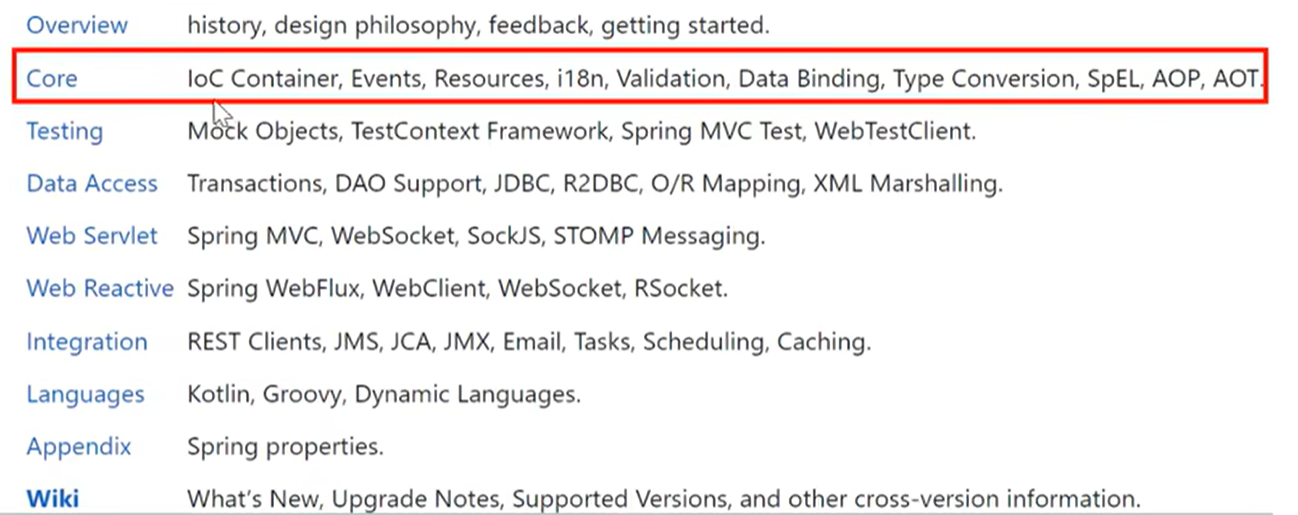 Overview history, design philosophy, feedback, getting started.
Core IoC Container, Events, Resources, i18n, Validation, Data Binding, Type Conversion, SpEL, AOP, AOT.
Testing Mock Objects, TestContext Framework, Spring MVC Test, WebTestClient.
Data Access Transactions, DAO Support, JDBC, R2DBC, O/R Mapping, XML Marshalling.
Web Servlet Spring MVC, WebSocket, SockJS, STOMP Messaging.
Web Reactive Spring WebFlux, WebClient, WebSocket, RSocket.
Integration REST Clients, JMS, JCA, JMX, Email, Tasks, Scheduling, Caching.
Languages Kotlin, Groovy, Dynamic Languages.
Appendix Spring properties.
Wiki What's New, Upgrade Notes, Supported Versions, and other cross-version information.